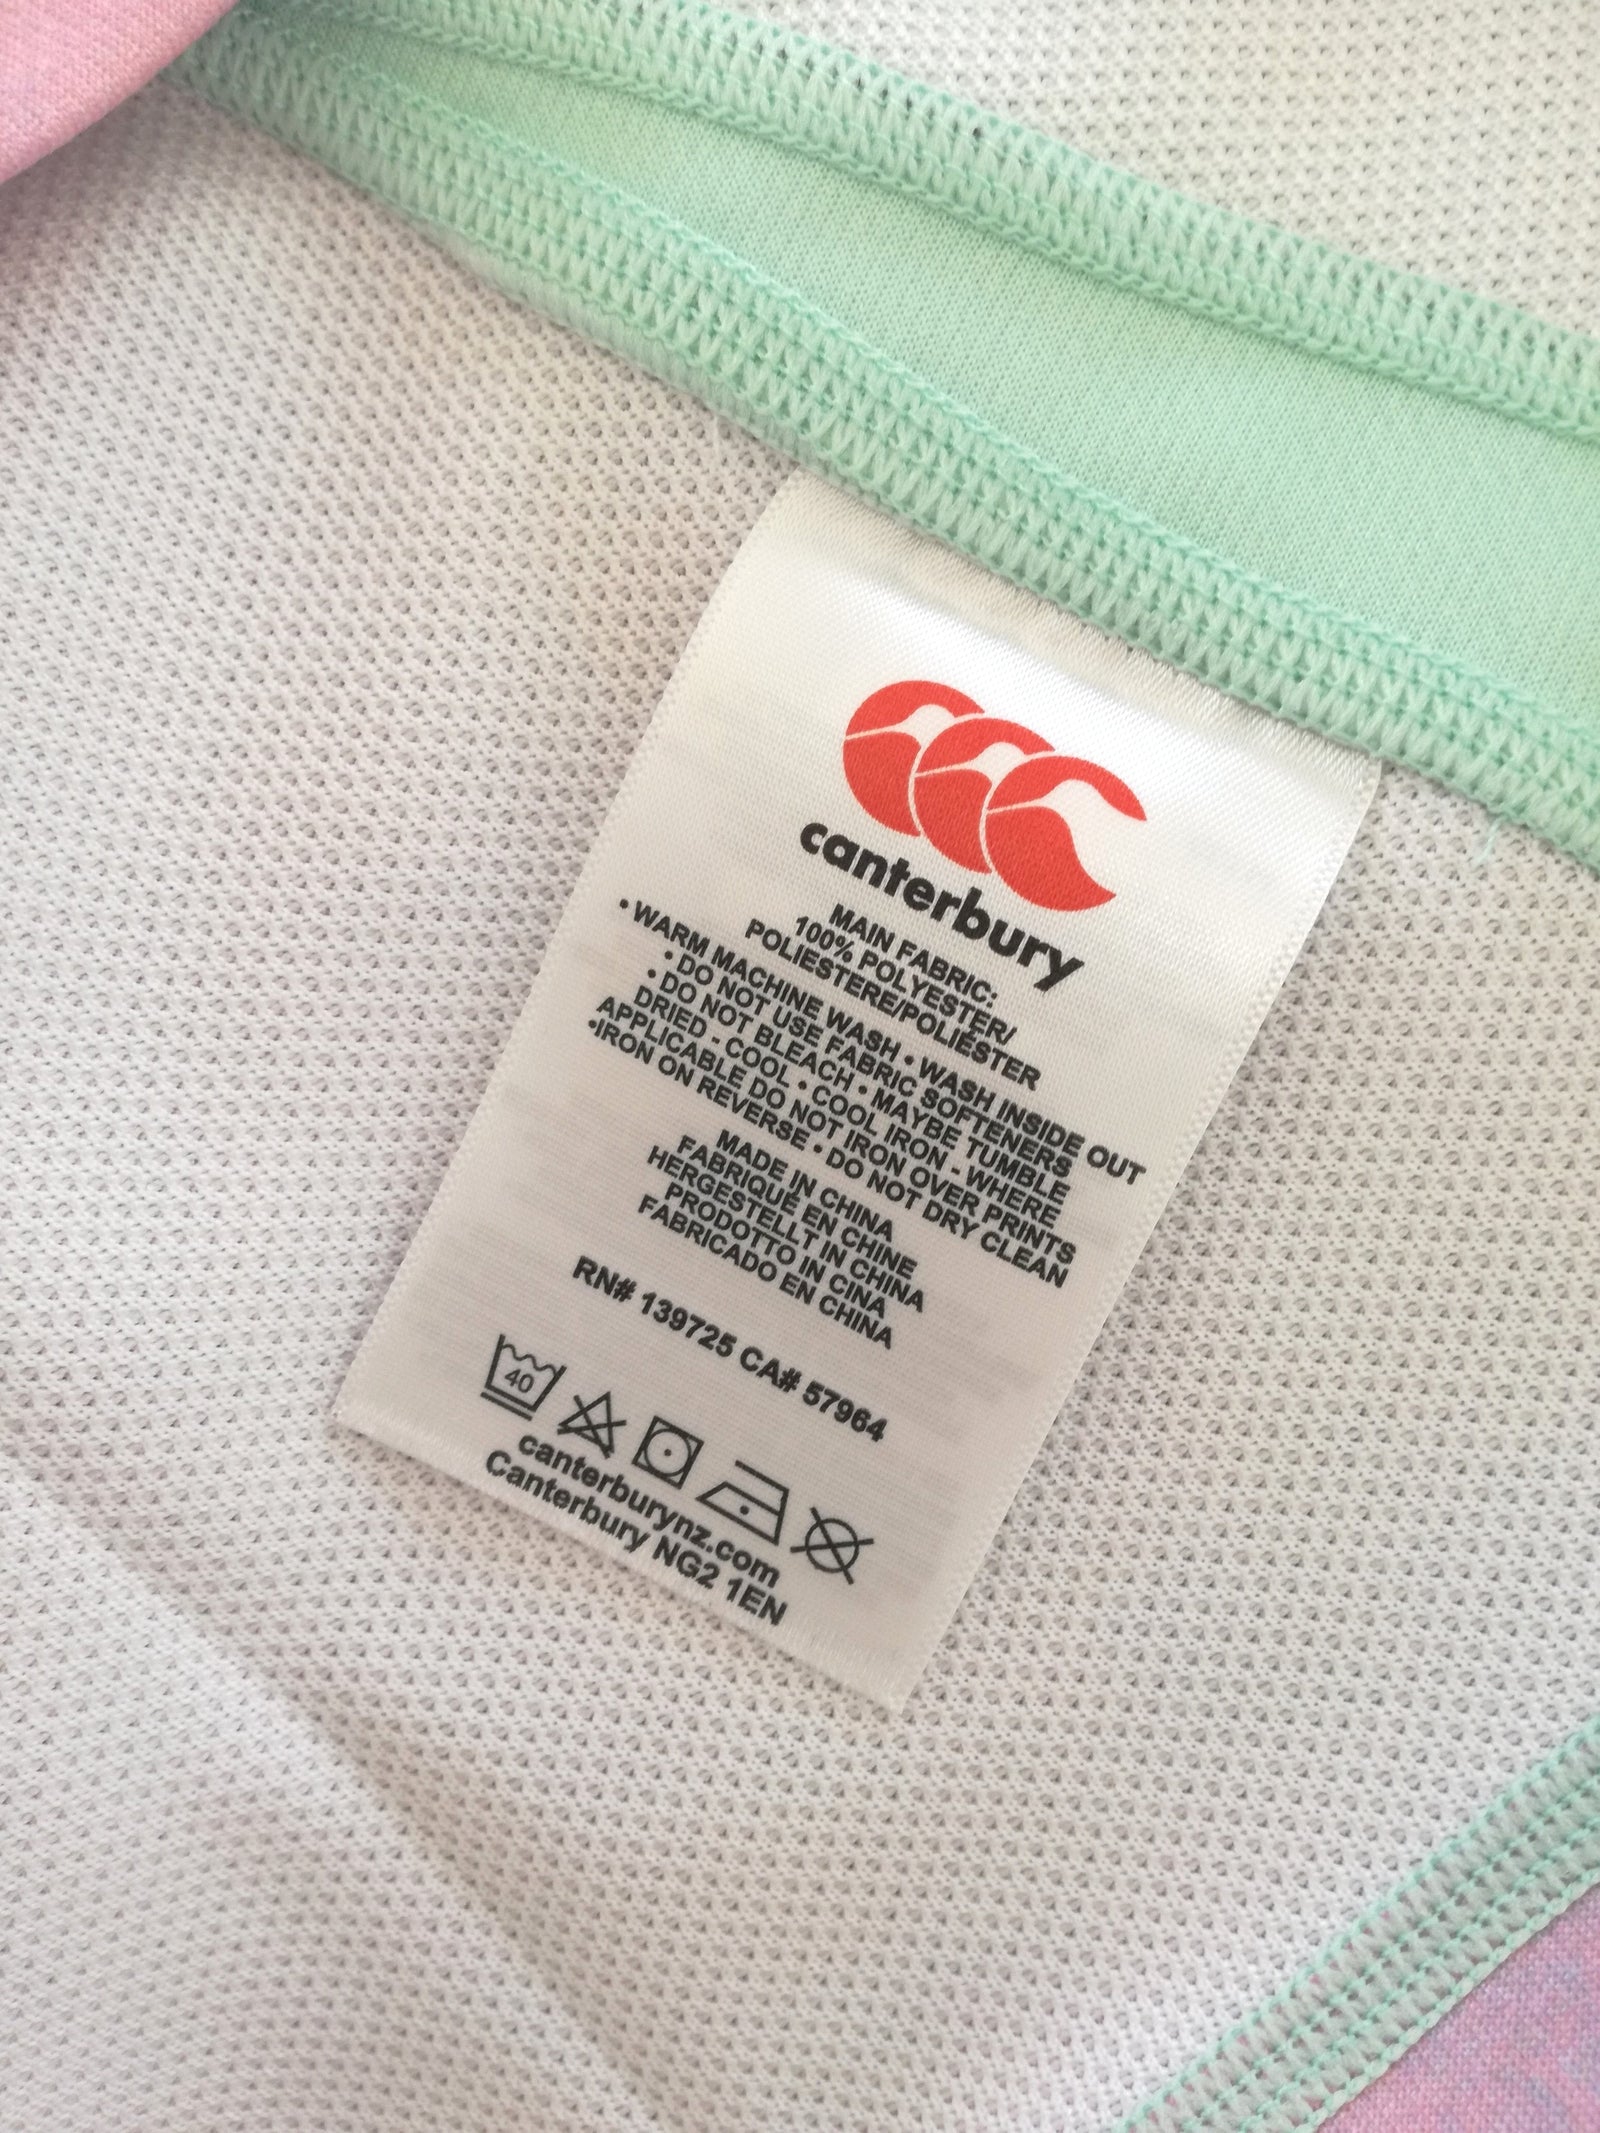 canterbury
MAIN FABRIC:
100% POLYESTER/
POLIESTERE/POLIÉSTER
• WARM MACHINE WASH • WASH INSIDE OUT
• DO NOT USE FABRIC SOFTENERS
• DO NOT BLEACH • MAYBE TUMBLE
DRIED - COOL • COOL IRON - WHERE
APPLICABLE DO NOT IRON OVER PRINTS
•IRON ON REVERSE • DO NOT DRY CLEAN
MADE IN CHINA
FABRIQUÉ EN CHINE
HERGESTELLT IN CHINA
PRODOTTO IN CINA
FABRICADO EN CHINA
RN# 139725 CA# 57964
40
canterburynz.com
Canterbury NG2 1EN